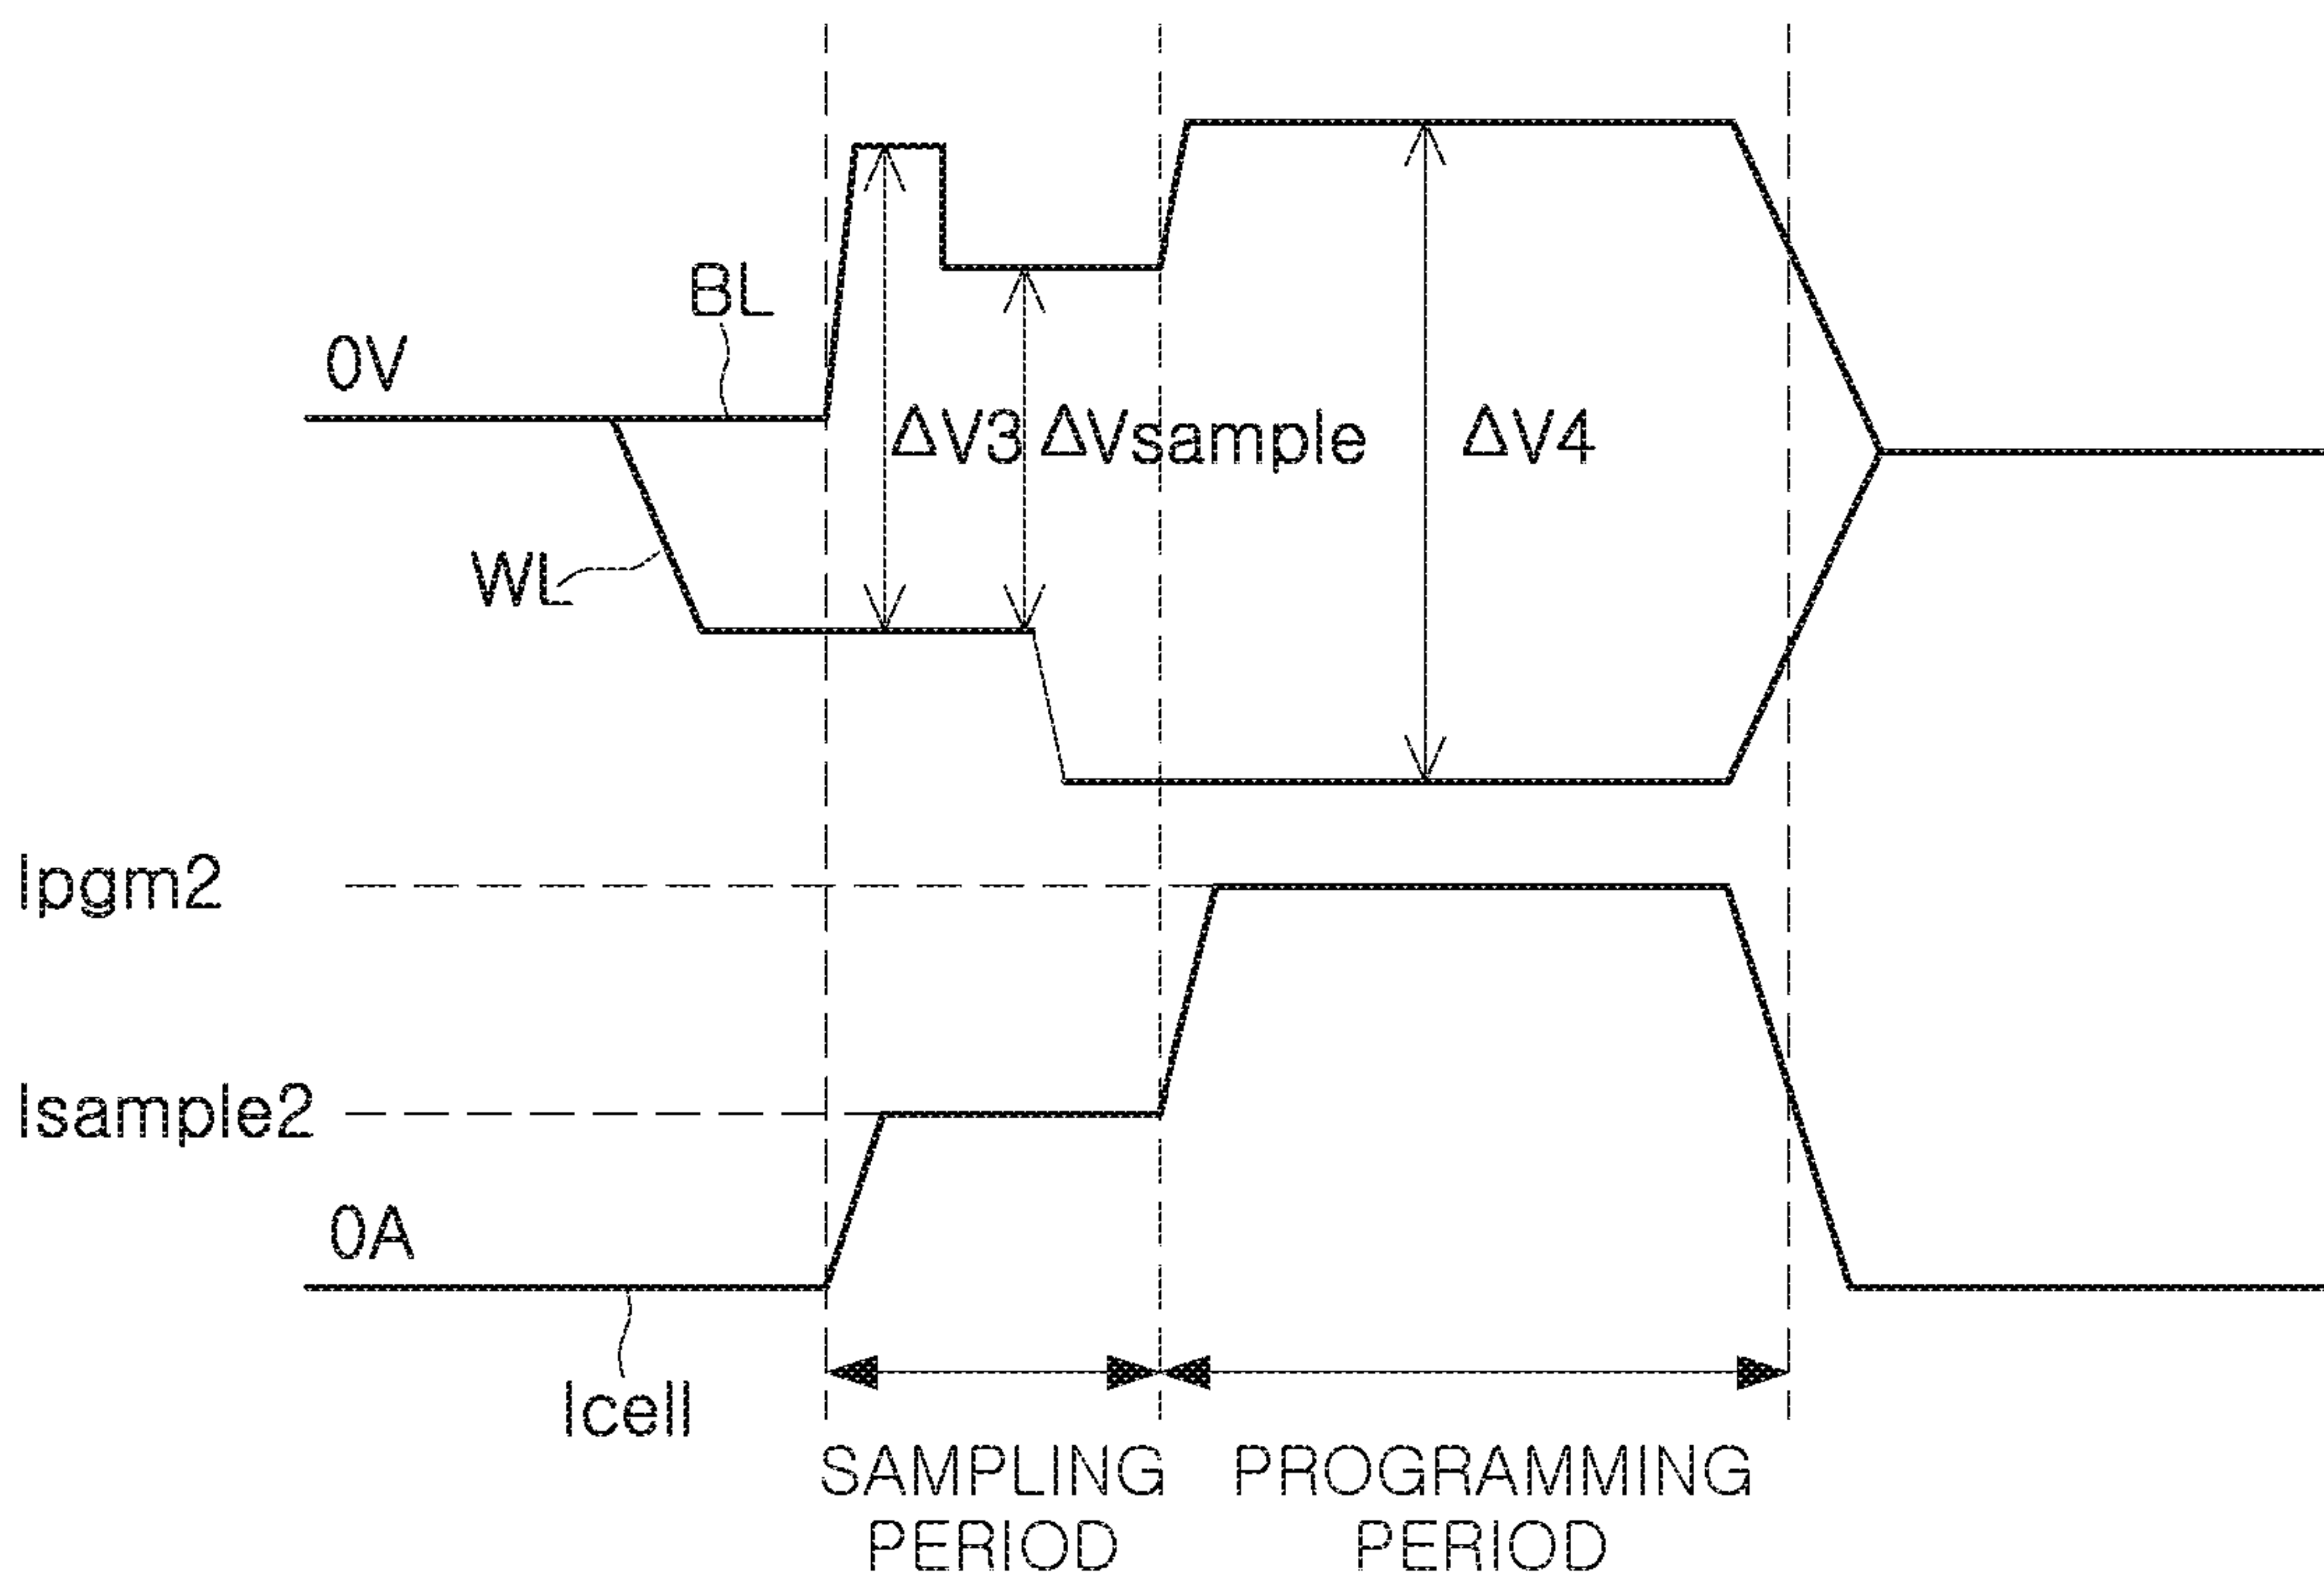 BL
0V
ΔV3 ΔVsample ΔV4
WL
Ipgm2
Isample2
0A
Icell
SAMPLING PERIOD
PROGRAMMING PERIOD